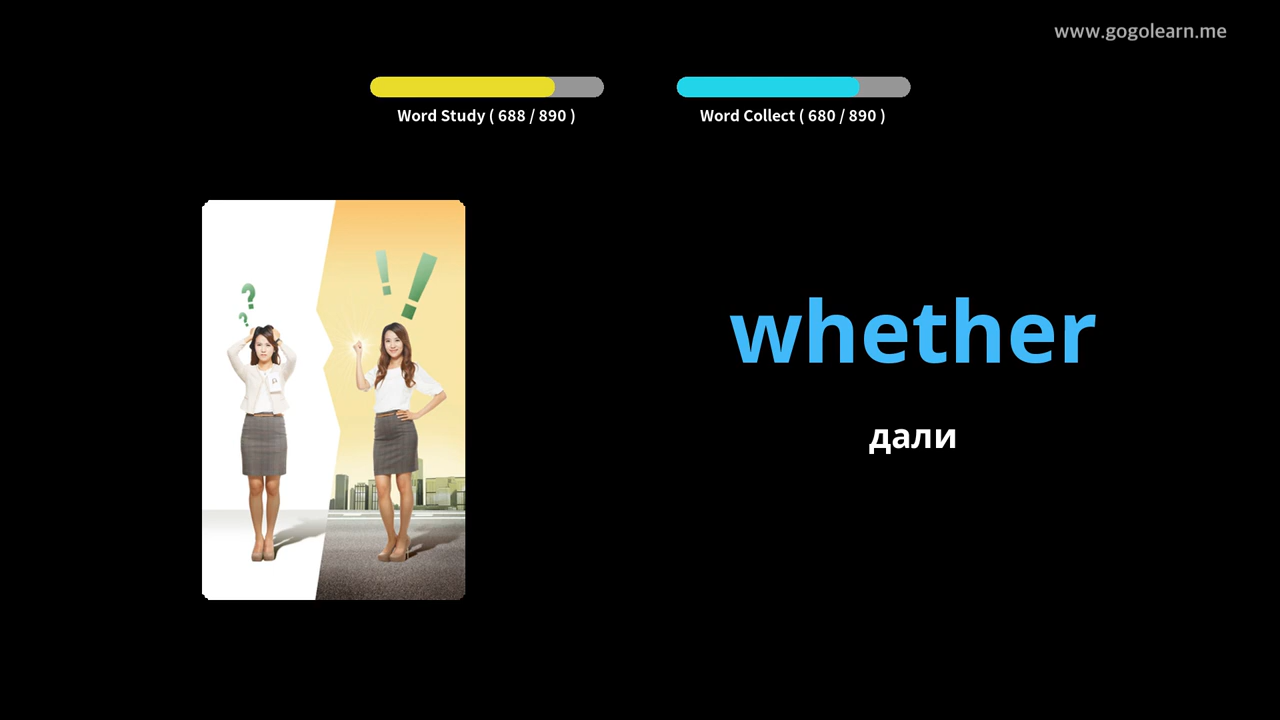 www.gogolearn.me
Word Study ( 688 / 890 )
Word Collect ( 680 / 890 )
? ?
! !
whether
дали